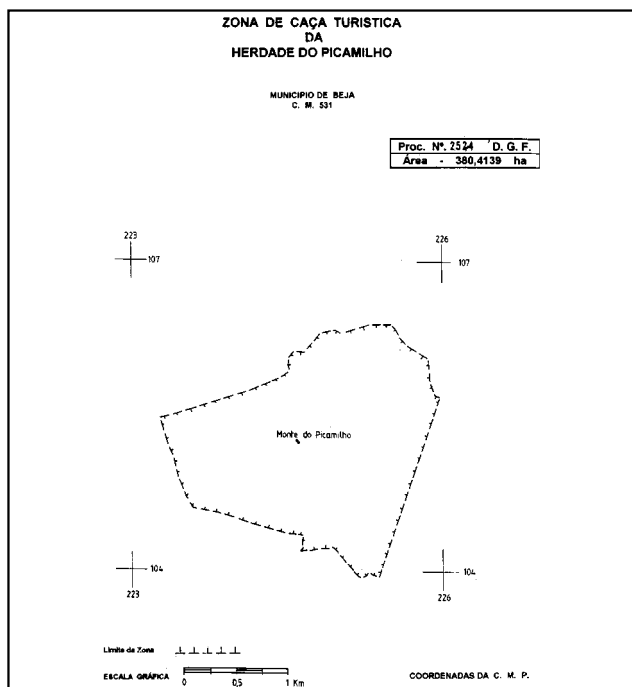 ZONA DE CAÇA TURISTICA
DA
HERDADE DO PICAMILHO
MUNICIPIO DE BEJA
C. M. 531
Proc. Nº. 2524 D. G. F.
Área - 380,4139 ha
223
107
226
107
Monte do Picamilho
104
223
104
226
Limite da Zona
ESCALA GRÁFICA
0 0,5 1 Km
COORDENADAS DA C. M. P.